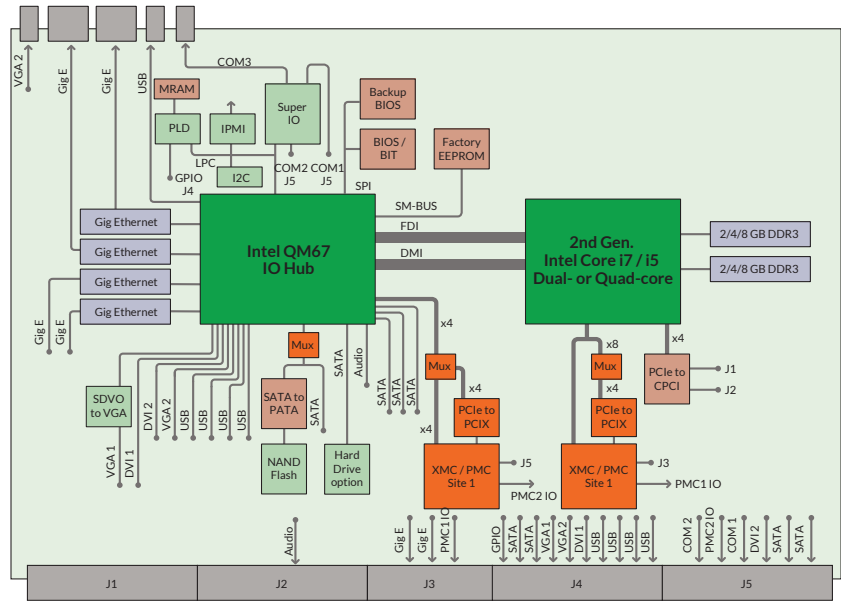 VGA 2
Gig E
Gig E
USB
COM3
MRAM
PLD
IPMI
Super
IO
Backup
BIOS
BIOS /
BIT
Factory
EEPROM
LPC
GPIO
J4
I2C
COM2
J5
COM1
J5
SPI
SM-BUS
FDI
DMI
Gig Ethernet
Gig Ethernet
Gig Ethernet
Gig Ethernet
Intel QM67
IO Hub
2nd Gen.
Intel Core i7 / i5
Dual- or Quad-core
2/4/8 GB DDR3
2/4/8 GB DDR3
Gig E
Gig E
SDVO
to VGA
VGA 1
DVI 1
DVI 2
VGA 2
USB
USB
USB
USB
Mux
SATA to
PATA
SATA
NAND
Flash
SATA
Audio
Hard
Drive
option
SATA
SATA
SATA
x4
Mux
x4
PCIe to
PCIX
x4
XMC / PMC
Site 1
J5
PMC2 IO
x8
Mux
x4
PCIe to
PCIX
XMC / PMC
Site 1
J3
PMC1 IO
x4
PCIe to
CPCI
J1
J2
Audio
Gig E
Gig E
PMC1 IO
GPIO
SATA
SATA
VGA 1
VGA 2
DVI 1
USB
USB
USB
USB
COM 2
PMC2IO
COM 1
DVI 2
SATA
SATA
J1
J2
J3
J4
J5